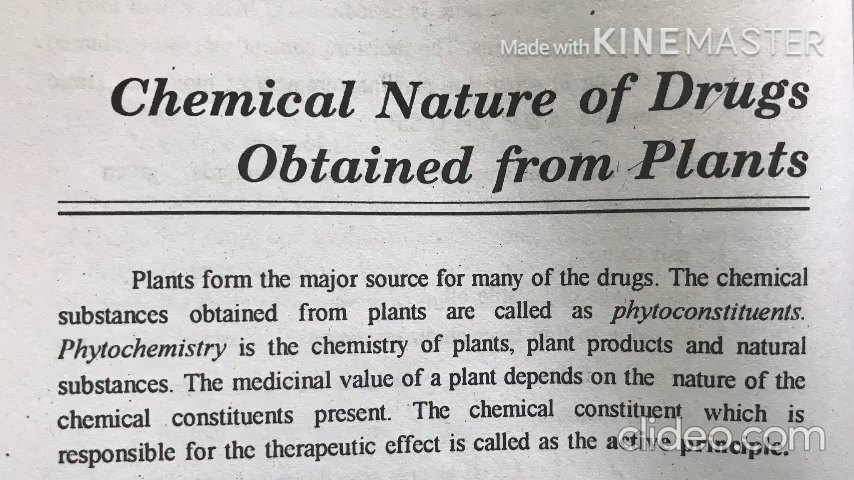 Made with KINEMASTER
Chemical Nature of Drugs
Obtained from Plants
Plants form the major source for many of the drugs. The chemical
substances obtained from plants are called as phytoconstituents.
Phytochemistry is the chemistry of plants, plant products and natural
substances. The medicinal value of a plant depends on the nature of the
chemical constituents present. The chemical constituent which is
responsible for the therapeutic effect is called as the active principle.
clideo.com